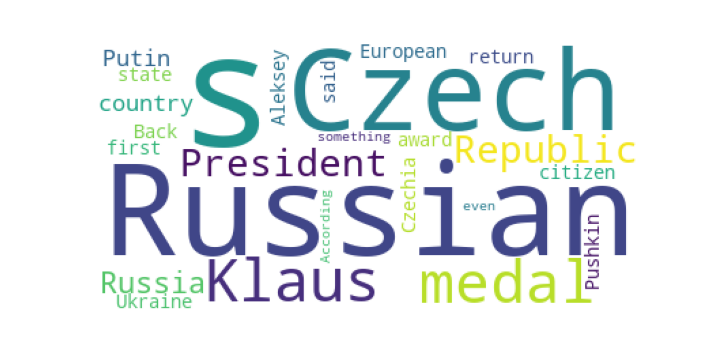 Putin
state
country
Back
first
s
Aleksey
said
European
Czech
return
something
award
Republic
President
citizen
Czechia
Russian
According
even
Pushkin
Russia
Klaus
medal
Ukraine